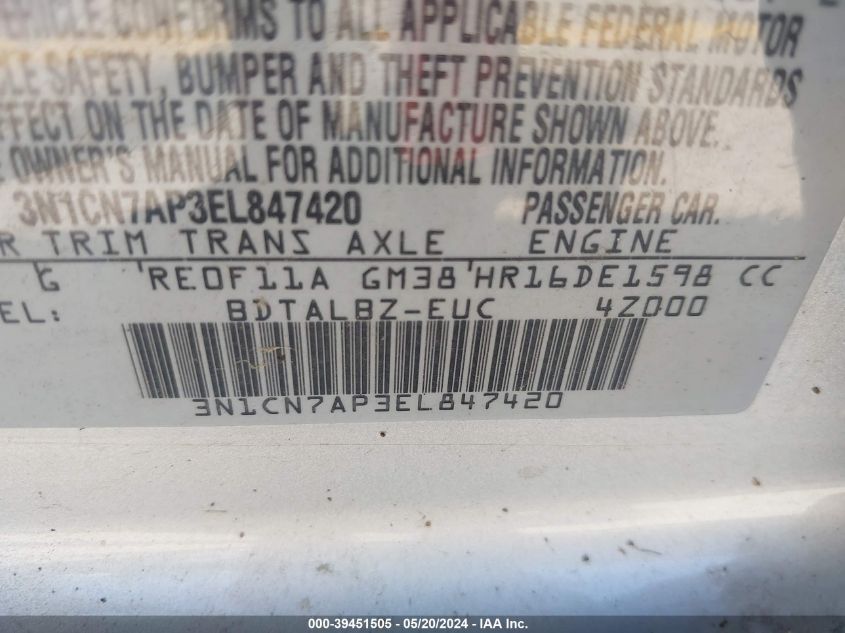 VEHICLE CONFORMS TO ALL APPLICABLE FEDERAL MOTOR
SAFETY, BUMPER AND THEFT PREVENTION STANDARDS
EFFECT ON THE DATE OF MANUFACTURE SHOWN ABOVE.
OWNER'S MANUAL FOR ADDITIONAL INFORMATION.
3N1CN7AP3EL847420 PASSENGER CAR.
R TRIM TRANS AXLE ENGINE
G RE0F11A GM38 HR16DE1598 CC
EL: BDTALBZ-EUC 4Z000
3N1CN7AP3EL847420
000-39451505 - 05/20/2024 - IAA Inc.